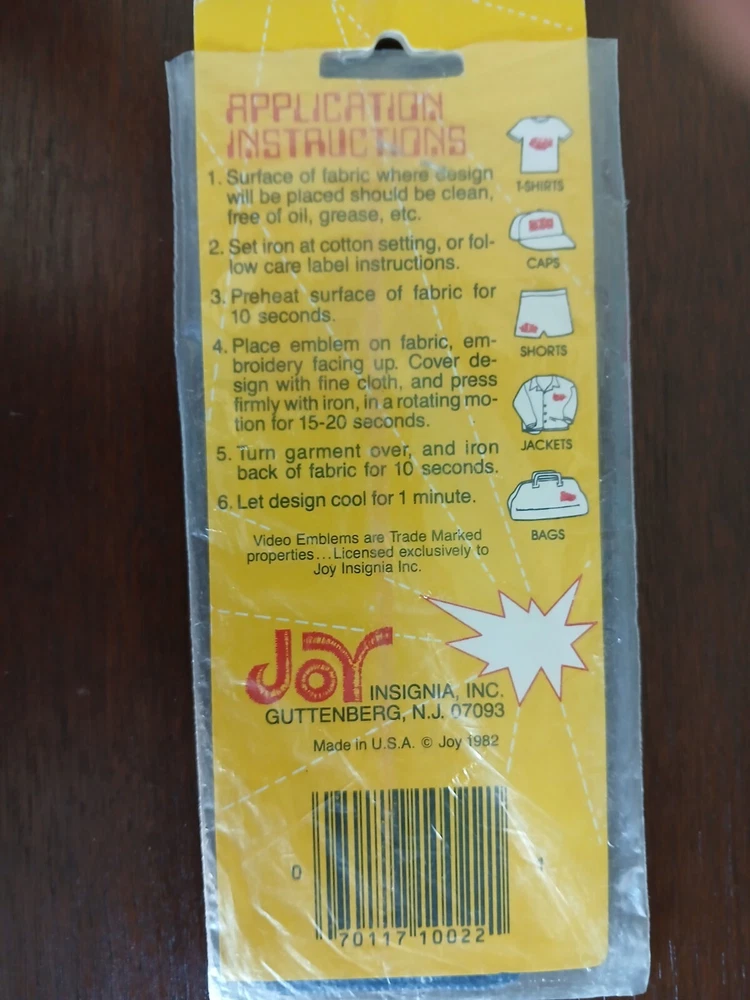 APPLICATION
INSTRUCTIONS
1. Surface of fabric where design
will be placed should be clean,
free of oil, grease, etc.
2. Set iron at cotton setting, or fol-
low care label instructions.
3. Preheat surface of fabric for
10 seconds.
4. Place emblem on fabric, em-
broidery facing up. Cover de-
sign with fine cloth, and press
firmly with iron, in a rotating mo-
tion for 15-20 seconds.
5. Turn garment over, and iron
back of fabric for 10 seconds.
6. Let design cool for 1 minute.
T-SHIRTS
CAPS
SHORTS
JACKETS
BAGS
Video Emblems are Trade Marked
properties...Licensed exclusively to
Joy Insignia Inc.
JOY INSIGNIA, INC.
GUTTENBERG, N.J. 07093
Made in U.S.A. © Joy 1982
0 1
70117 10022